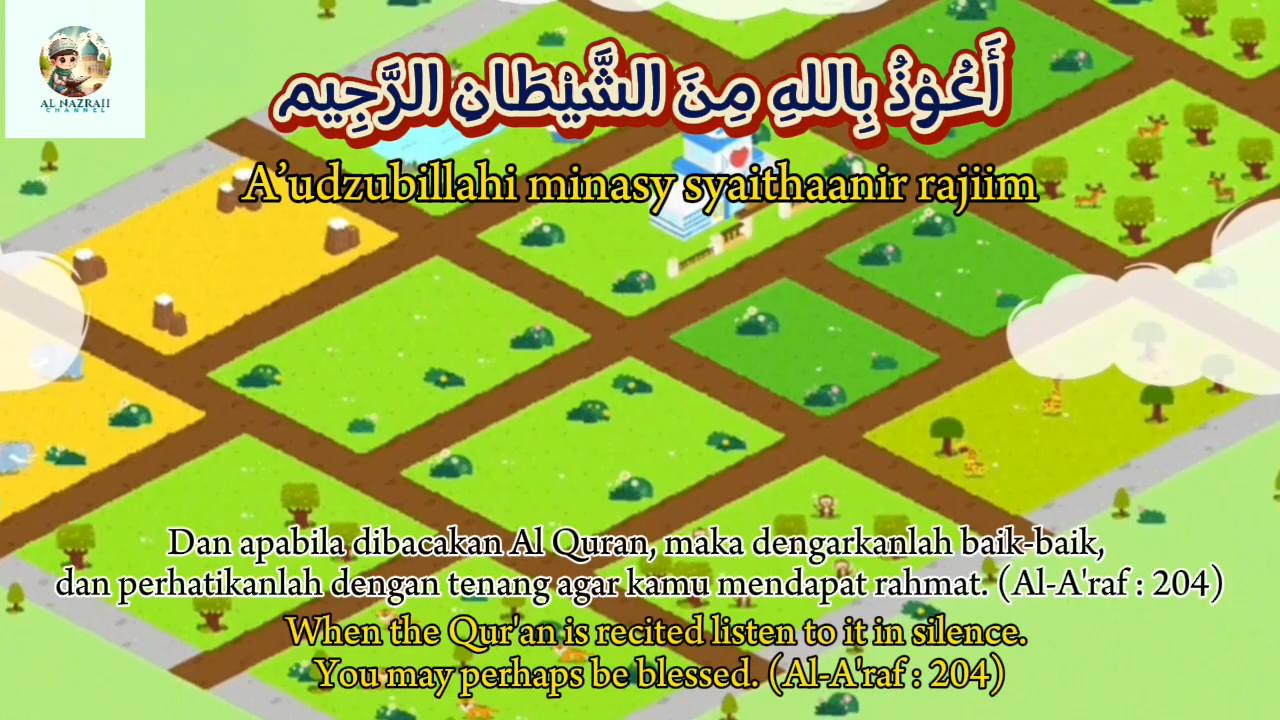 AL NAZRAII
CHANNEL
أَعُوْذُ بِاللهِ مِنَ الشَّيْطَانِ الرَّجِيْم
A'udzubillahi minasy syaithaanir rajiim
Dan apabila dibacakan Al Quran, maka dengarkanlah baik-baik,
dan perhatikanlah dengan tenang agar kamu mendapat rahmat. (Al-A'raf : 204)
When the Qur'an is recited listen to it in silence.
You may perhaps be blessed. (Al-A'raf : 204)